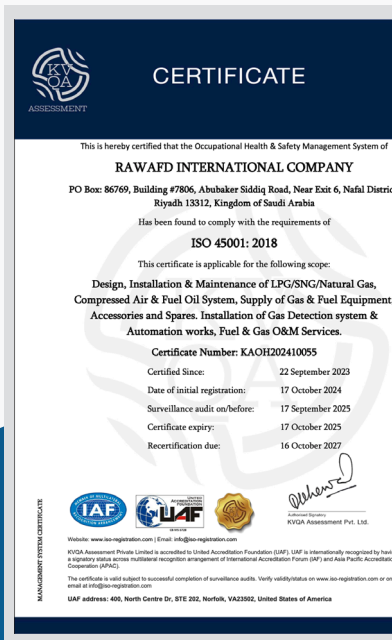 KV
QA
ASSESSMENT
CERTIFICATE
This is hereby certified that the Occupational Health & Safety Management System of
RAWAFD INTERNATIONAL COMPANY
PO Box: 86769, Building #7806, Abubaker Siddiq Road, Near Exit 6, Nafal Distric
Riyadh 13312, Kingdom of Saudi Arabia
Has been found to comply with the requirements of
ISO 45001: 2018
This certificate is applicable for the following scope:
Design, Installation & Maintenance of LPG/SNG/Natural Gas,
Compressed Air & Fuel Oil System, Supply of Gas & Fuel Equipment
Accessories and Spares. Installation of Gas Detection system &
Automation works, Fuel & Gas O&M Services.
Certificate Number: KAOH202410055
Certified Since: 22 September 2023
Date of initial registration: 17 October 2024
Surveillance audit on/before: 17 September 2025
Certificate expiry: 17 October 2025
Recertification due: 16 October 2027
MANAGEMENT SYSTEM CERTIFICATE
IAF
UNITED
ACCREDITATION
FOUNDATION
UAF
Authorised Signatory
KVQA Assessment Pvt. Ltd.
Website: www.iso-registration.com | Email: info@iso-registration.com
KVQA Assessment Private Limited is accredited to United Accreditation Foundation (UAF). UAF is internationally recognized by havi
a signatory status across multilateral recognition arrangement of International Accreditation Forum (IAF) and Asia Pacific Accreditatio
Cooperation (APAC).
The certificate is valid subject to successful completion of surveillance audits. Verify validity/status on www.iso-registration.com or on
email at info@iso-registration.com
UAF address: 400, North Centre Dr, STE 202, Norfolk, VA23502, United States of America